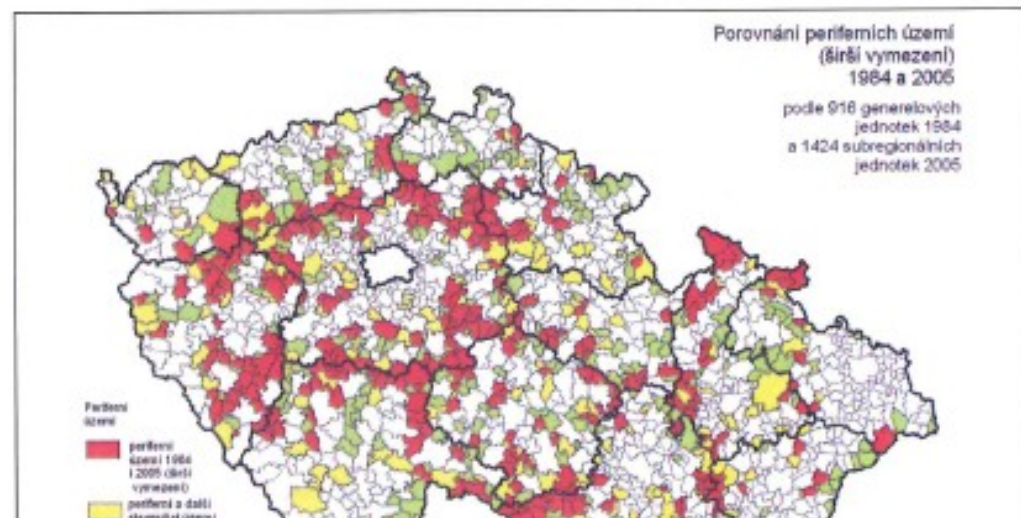 Porovnání periferních území
(širší vymezení)
1984 a 2005
podle 916 generelových
jednotek 1984
a 1424 subregionálních
jednotek 2005
Periferní
území
periferní
území 1984
i 2005 (širší
vymezení)
periferní a další